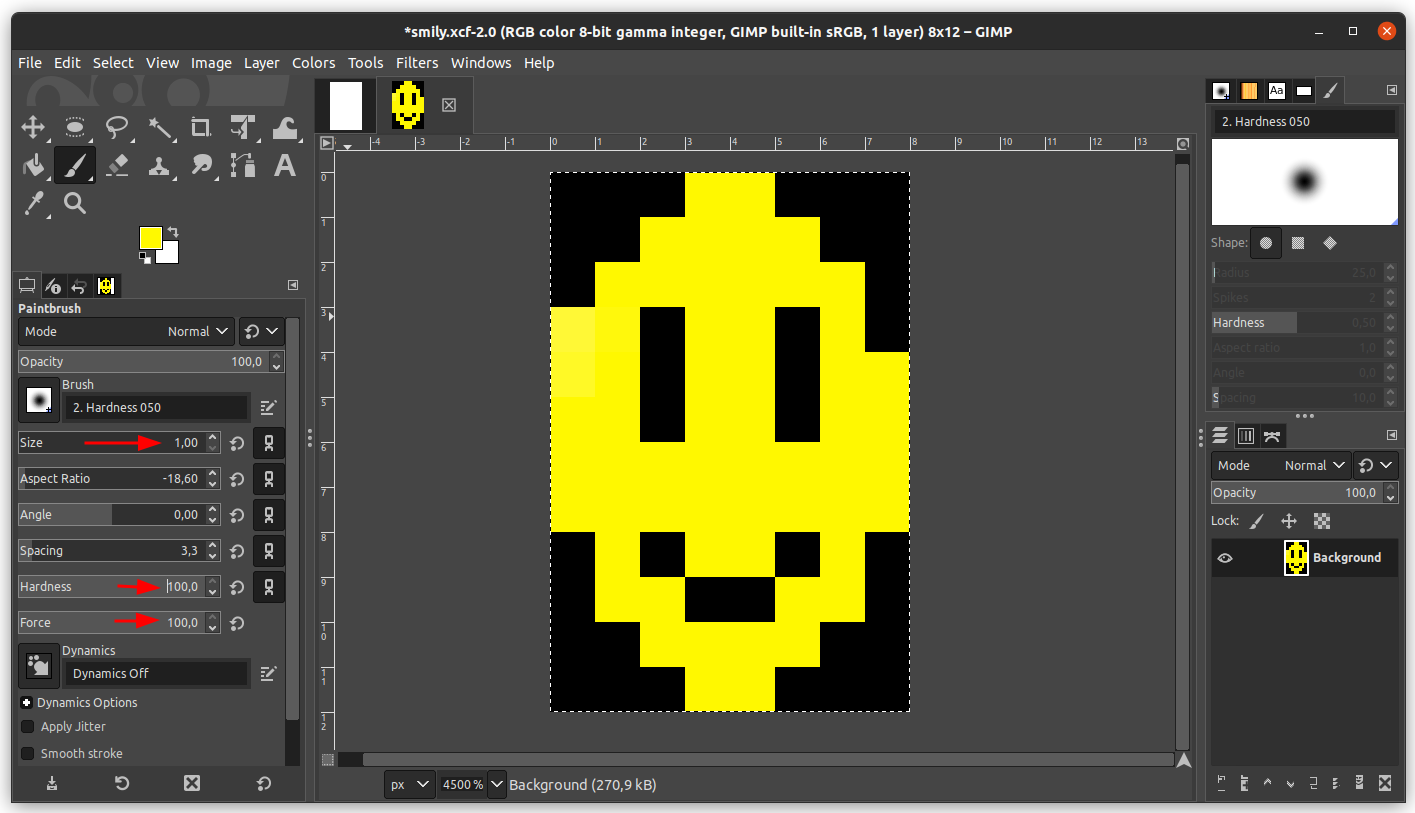 *smily.xcf-2.0 (RGB color 8-bit gamma integer, GIMP built-in sRGB, 1 layer) 8x12 – GIMP
File Edit Select View Image Layer Colors Tools Filters Windows Help
Paintbrush
Mode Normal
Opacity 100,0
Brush
2. Hardness 050
Size 1,00
Aspect Ratio -18,60
Angle 0,00
Spacing 3,3
Hardness 100,0
Force 100,0
Dynamics
Dynamics Off
Dynamics Options
Apply Jitter
Smooth stroke
-4 -3 -2 -1 0 1 2 3 4 5 6 7 8 9 10 11 12 13
0
1
2
3
4
5
6
7
8
9
10
11
12
px 4500 % Background (270,9 kB)
Aa
2. Hardness 050
Shape:
Radius 25,0
Spikes 2
Hardness 0,50
Aspect ratio 1,0
Angle 0,0
Spacing 10,0
Mode Normal
Opacity 100,0
Lock:
Background